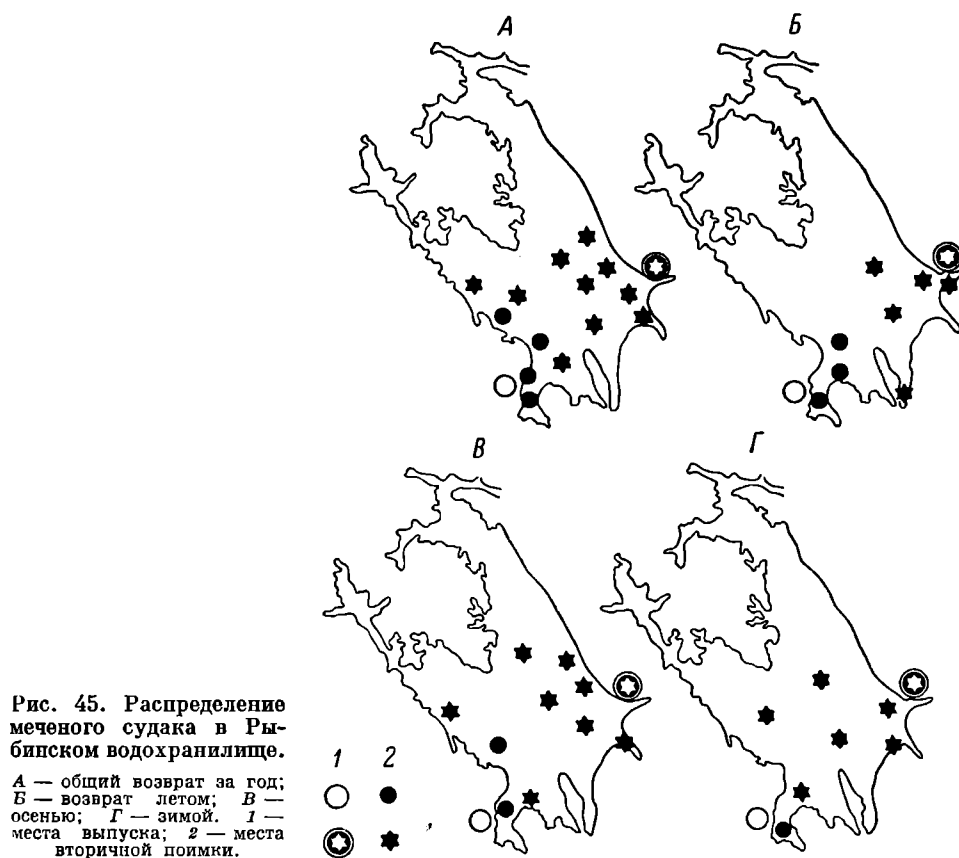 А
Б
В
Г
Рис. 45. Распределение
меченого судака в Ры-
бинском водохранилище.
А — общий возврат за год;
Б — возврат летом; В —
осенью; Г — зимой. 1 —
места выпуска; 2 — места
вторичной поимки.
1 2